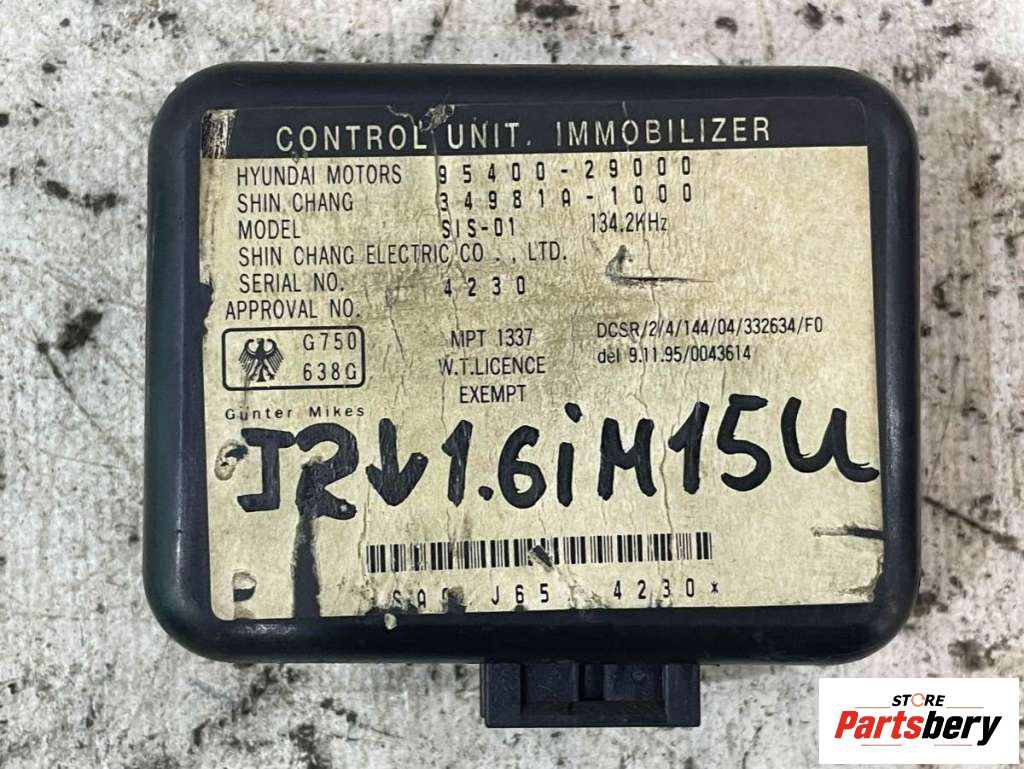 CONTROL UNIT. IMMOBILIZER
HYUNDAI MOTORS 95400-29000
SHIN CHANG 34981A-1000
MODEL SIS-01 134.2KHz
SHIN CHANG ELECTRIC CO., LTD.
SERIAL NO. 4230
APPROVAL NO.
G750
638G
MPT 1337
W.T.LICENCE
EXEMPT
DCSR/2/4/144/04/332634/FO
del 9.11.95/0043614
Günter Mikes
J2↓1.6iM15U
J65 4230*
STORE
Partsbery